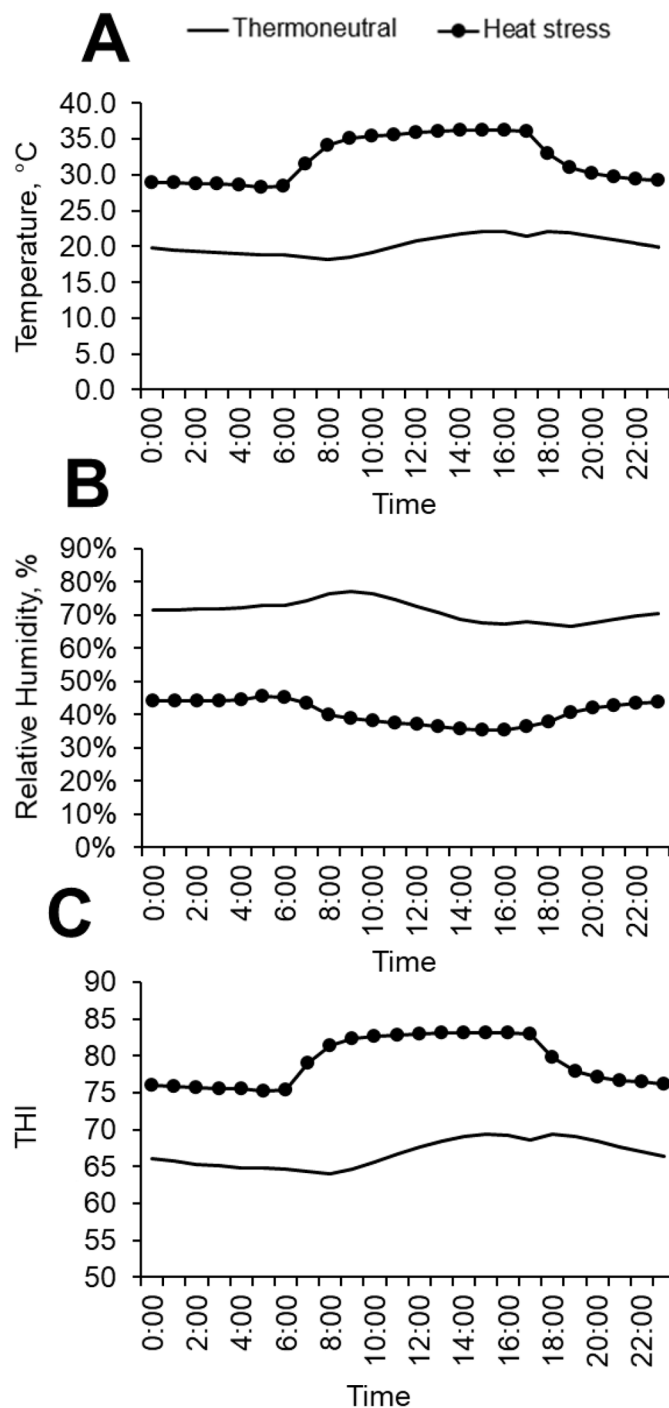 A
Thermoneutral Heat stress
Temperature, °C
40.0
35.0
30.0
25.0
20.0
15.0
10.0
5.0
0.0
0:00 2:00 4:00 6:00 8:00 10:00 12:00 14:00 16:00 18:00 20:00 22:00
Time
B
Relative Humidity, %
90%
80%
70%
60%
50%
40%
30%
20%
10%
0%
0:00 2:00 4:00 6:00 8:00 10:00 12:00 14:00 16:00 18:00 20:00 22:00
Time
C
THI
90
85
80
75
70
65
60
55
50
0:00 2:00 4:00 6:00 8:00 10:00 12:00 14:00 16:00 18:00 20:00 22:00
Time